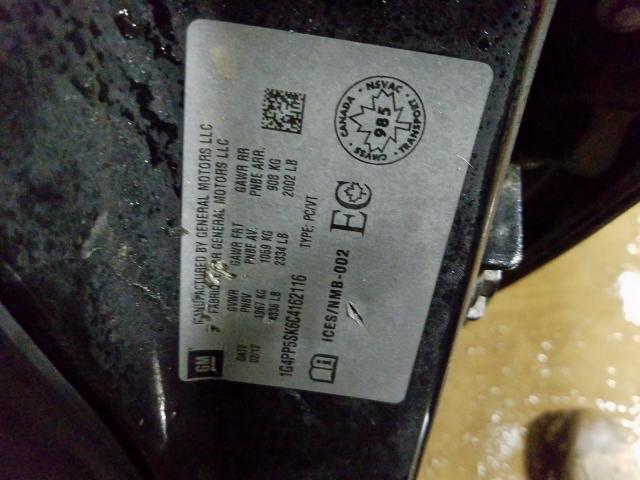 GM
MANUFACTURED BY GENERAL MOTORS LLC
FABRIQUÉ PAR GENERAL MOTORS LLC
DATE GVWR GAWR FRT GAWR RR
02/12 PNBV PNBE AV. PNBE ARR.
1967 KG 1059 KG 908 KG
4336 LB 2334 LB 2002 LB
1G4PP5SK6C4162116 TYPE: PC/VT
ICES/NMB-002 EC
CANADA · NSVAC · TRANSPORT · CMVSS
985